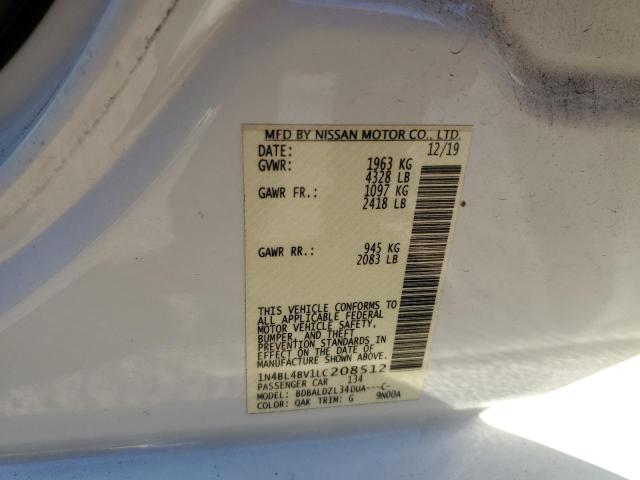 MFD BY NISSAN MOTOR CO., LTD.
DATE: 12/19
GVWR: 1963 KG
4328 LB
GAWR FR.: 1097 KG
2418 LB
GAWR RR.: 945 KG
2083 LB
THIS VEHICLE CONFORMS TO
ALL APPLICABLE FEDERAL
MOTOR VEHICLE SAFETY,
BUMPER, AND THEFT
PREVENTION STANDARDS IN
EFFECT ON THE DATE OF
MANUFACTURE SHOWN ABOVE.
1N4BL4BV1LC208512
PASSENGER CAR 134
MODEL: BDBALDZL34DUA---C-
COLOR: QAK TRIM: G 9N00A